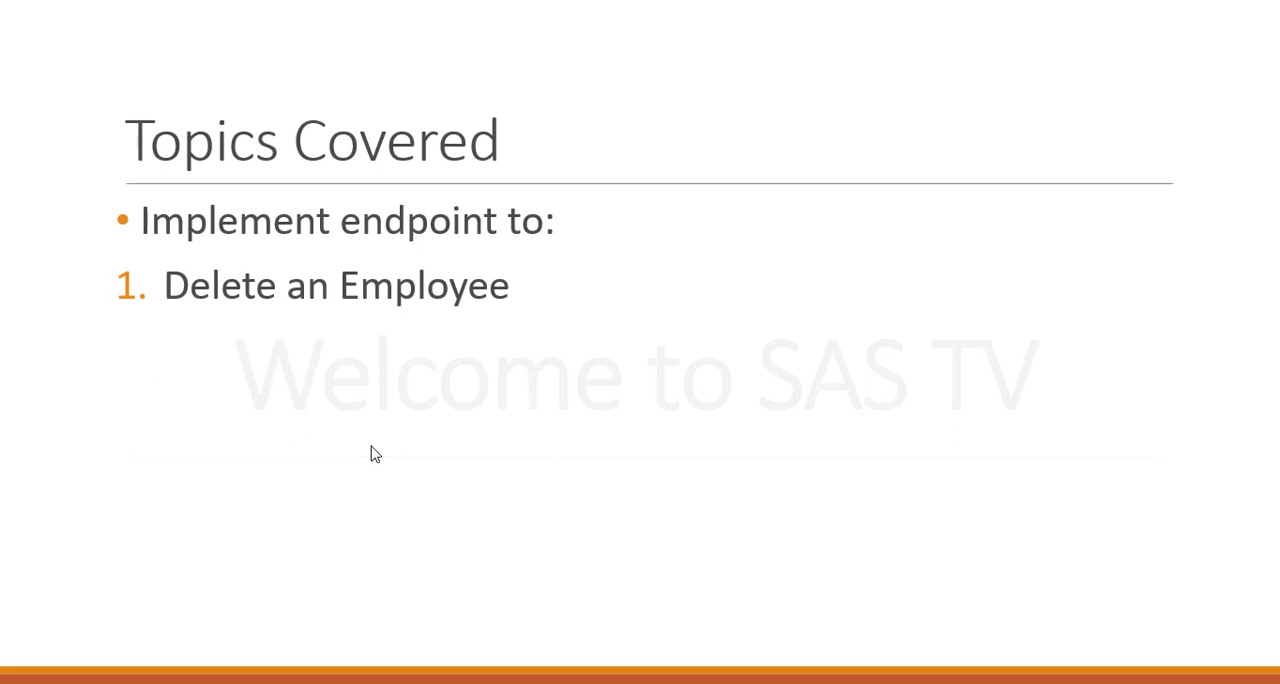 Topics Covered
• Implement endpoint to:
1. Delete an Employee
Welcome to SAS TV